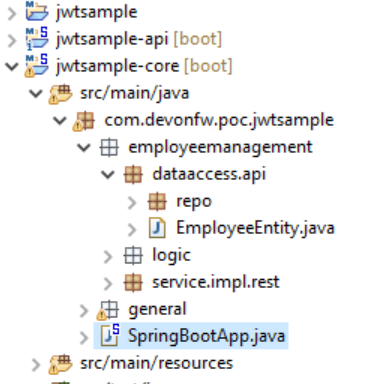 jwtsample
jwtsample-api [boot]
jwtsample-core [boot]
src/main/java
com.devonfw.poc.jwtsample
employeemanagement
dataaccess.api
repo
EmployeeEntity.java
logic
service.impl.rest
general
SpringBootApp.java
src/main/resources